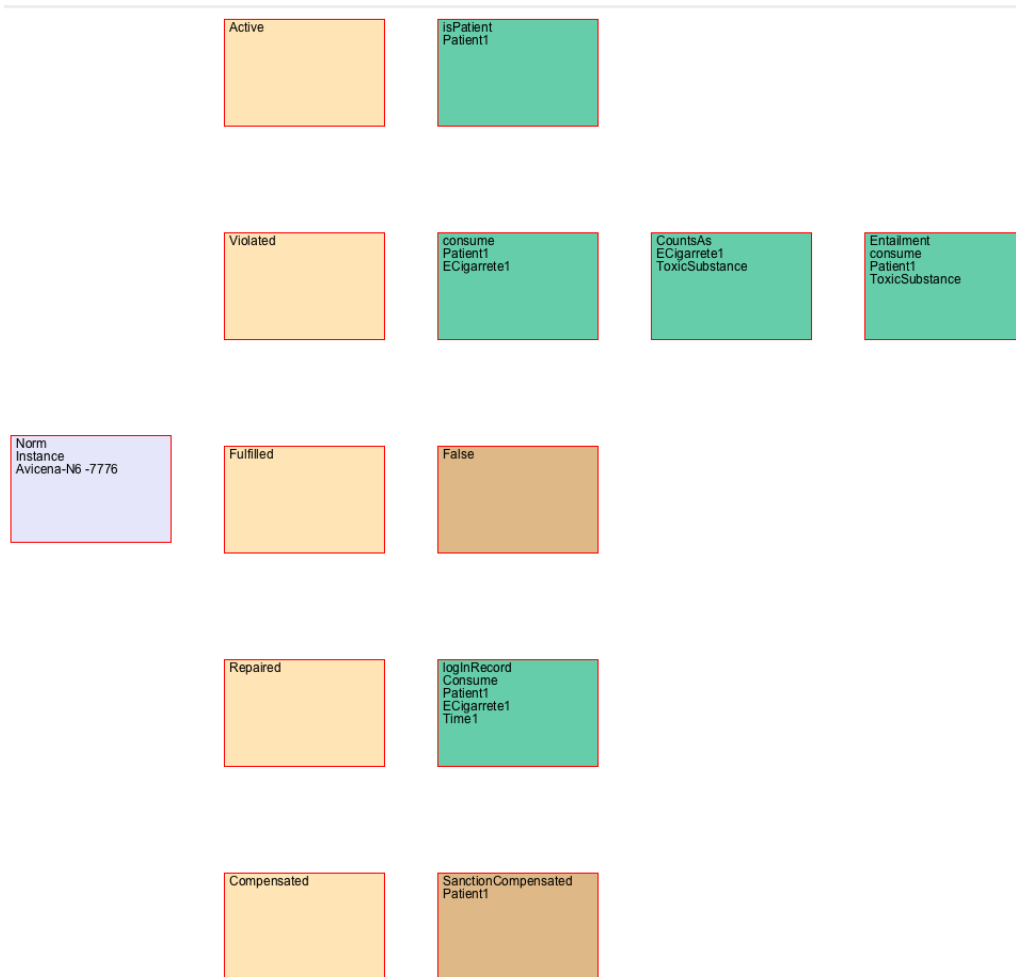 Active
isPatient
Patient1
Violated
consume
Patient1
ECigarrete1
CountsAs
ECigarrete1
ToxicSubstance
Entailment
consume
Patient1
ToxicSubstance
Norm
Instance
Avicena-N6 -7776
Fulfilled
False
Repaired
logInRecord
Consume
Patient1
ECigarrete1
Time1
Compensated
SanctionCompensated
Patient1